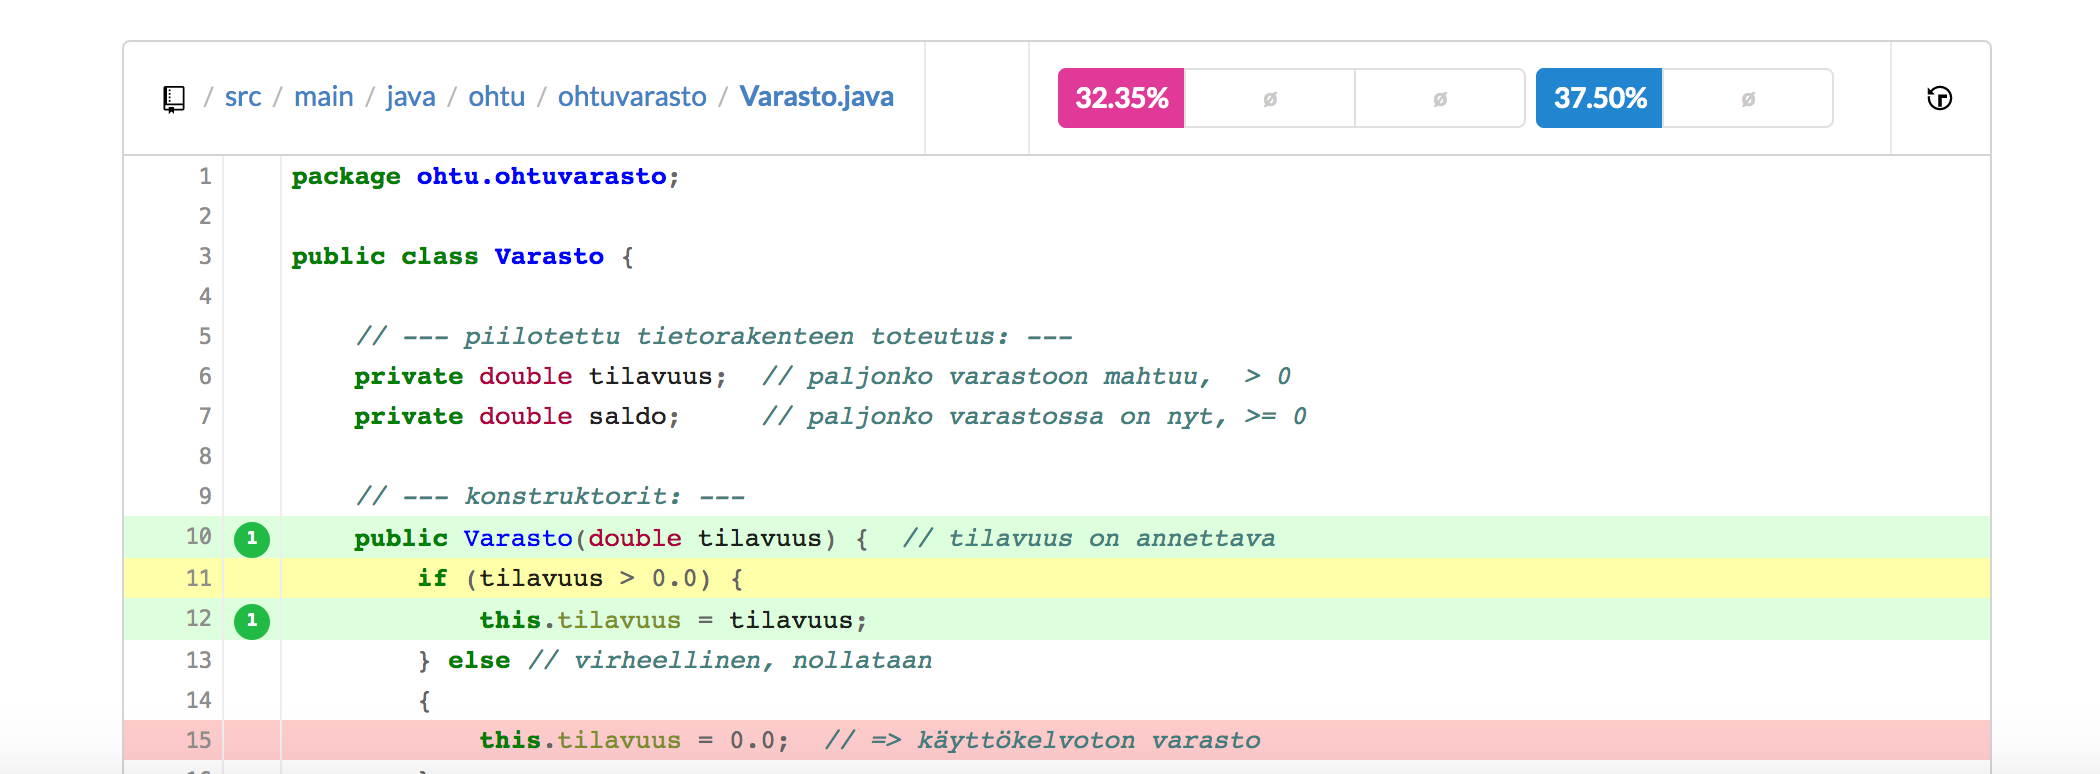 / src / main / java / ohtu / ohtuvarasto / Varasto.java 32.35% ø ø 37.50% ø
1 package ohtu.ohtuvarasto;
2
3 public class Varasto {
4
5 // --- piilotettu tietorakenteen toteutus: ---
6 private double tilavuus; // paljonko varastoon mahtuu, > 0
7 private double saldo; // paljonko varastossa on nyt, >= 0
8
9 // --- konstruktorit: ---
10 1 public Varasto(double tilavuus) { // tilavuus on annettava
11 if (tilavuus > 0.0) {
12 1 this.tilavuus = tilavuus;
13 } else // virheellinen, nollataan
14 {
15 this.tilavuus = 0.0; // => käyttökelvoton varasto